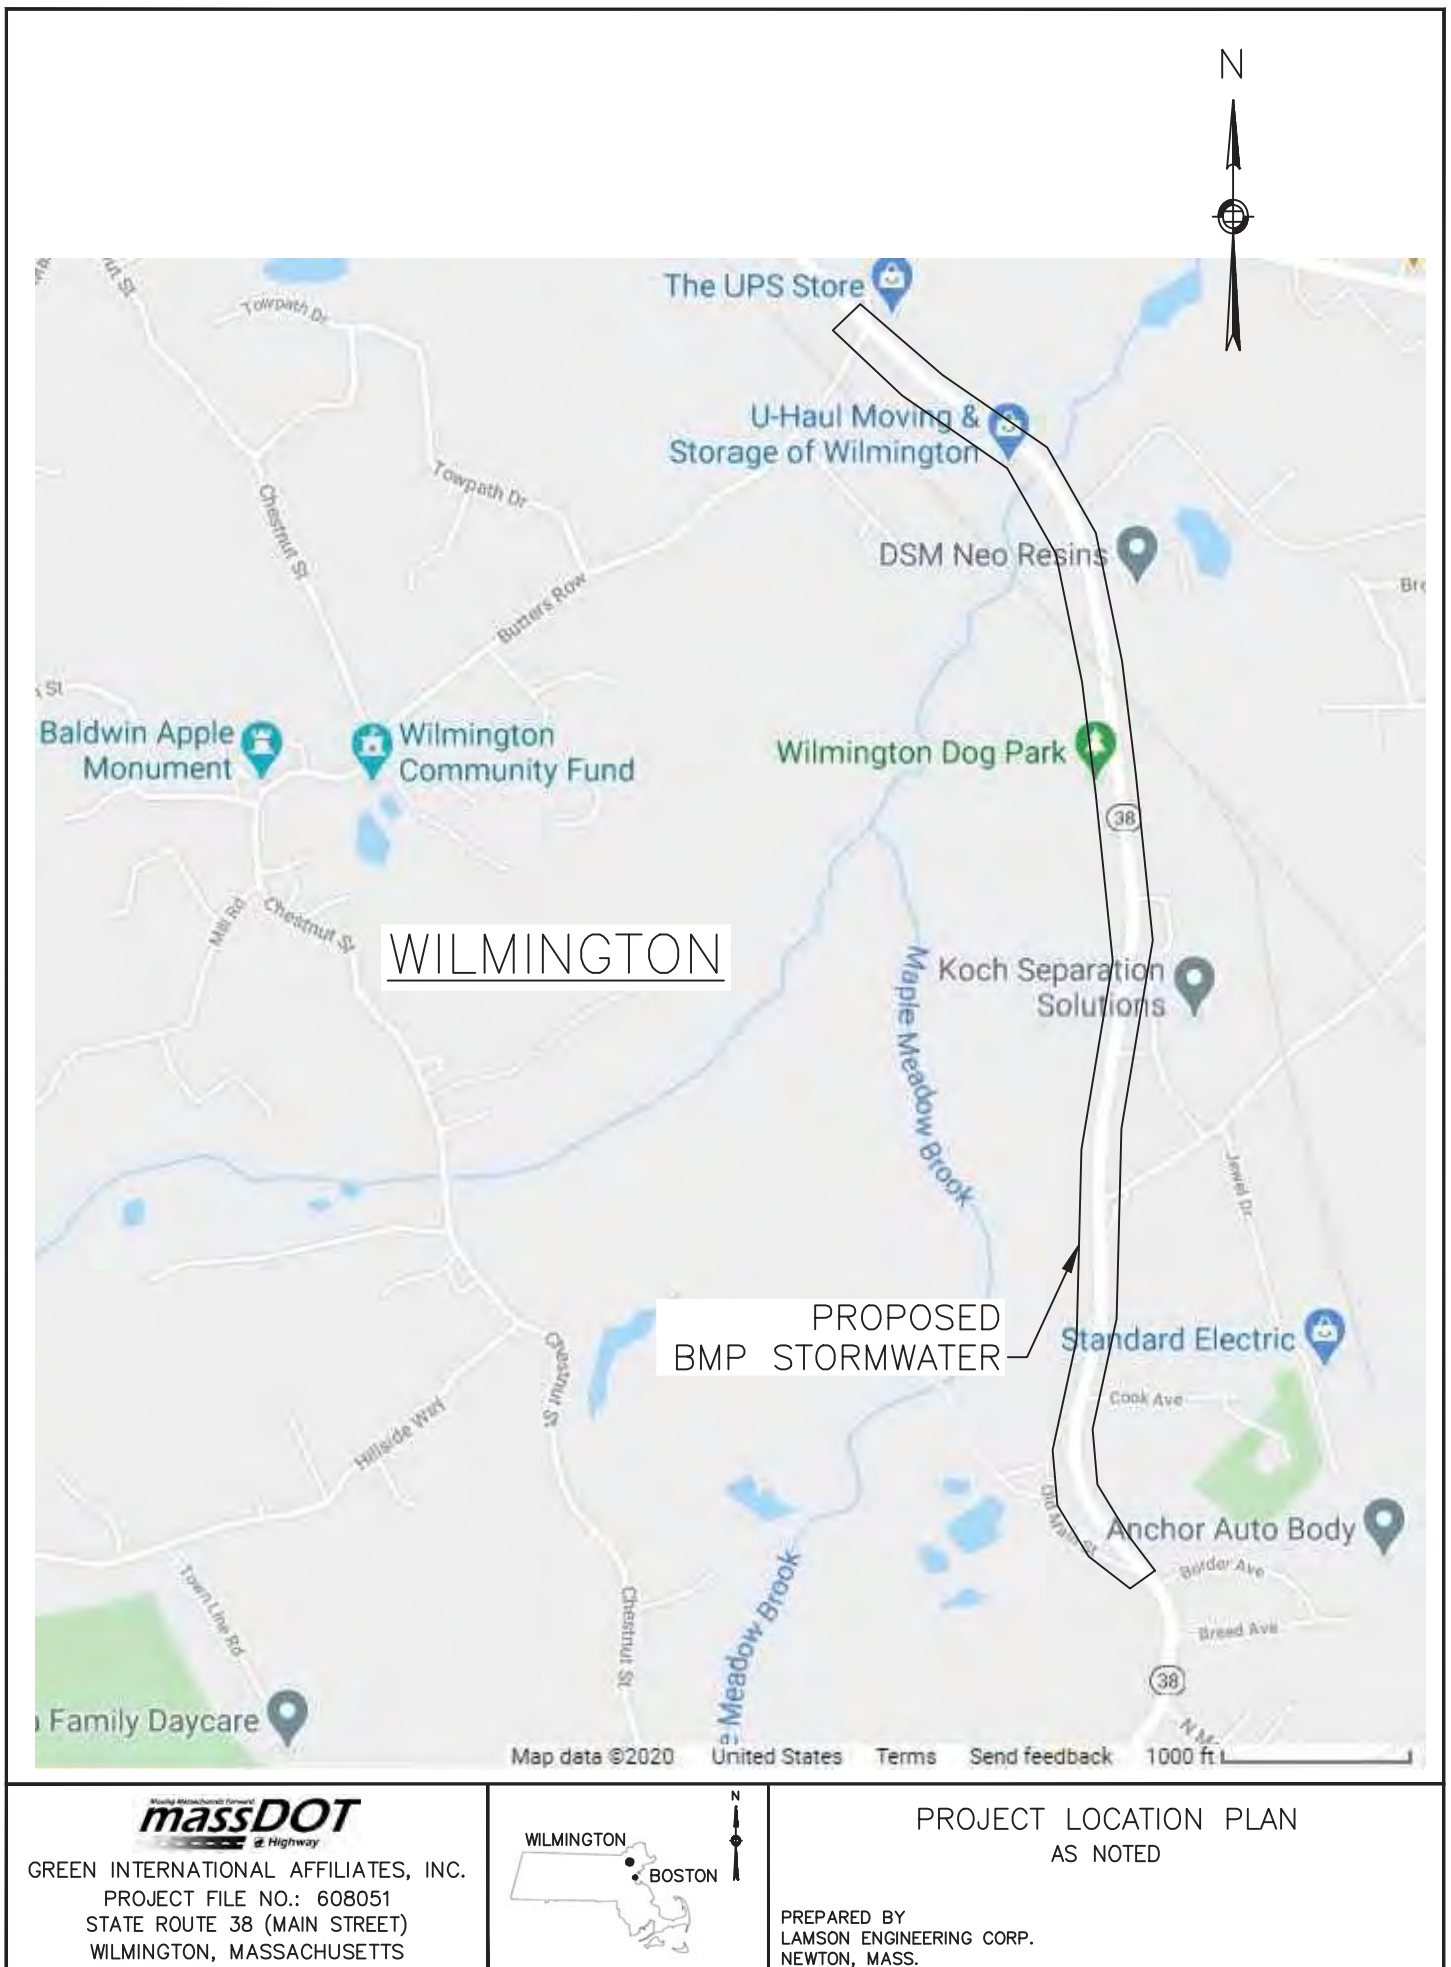 N
The UPS Store
Towpath Dr
U-Haul Moving &
Storage of Wilmington
Towpath Dr
Chestnut St
DSM Neo Resins
Butters Row
St
Baldwin Apple
Monument
Wilmington
Community Fund
Wilmington Dog Park
38
Mill Rd
Chestnut St
WILMINGTON
Maple Meadow Brook
Koch Separation
Solutions
Jewel Dr
PROPOSED
BMP STORMWATER
Standard Electric
Chestnut St
Cook Ave
Hillside Way
Old Main St
Anchor Auto Body
Border Ave
Town Line Rd
Chestnut St
Breed Ave
e Meadow Brook
38
Family Daycare
Map data ©2020
United States
Terms
Send feedback
1000 ft
Moving Massachusetts Forward.
massDOT
Highway
GREEN INTERNATIONAL AFFILIATES, INC.
PROJECT FILE NO.: 608051
STATE ROUTE 38 (MAIN STREET)
WILMINGTON, MASSACHUSETTS
N
WILMINGTON
BOSTON
PROJECT LOCATION PLAN
AS NOTED
PREPARED BY
LAMSON ENGINEERING CORP.
NEWTON, MASS.